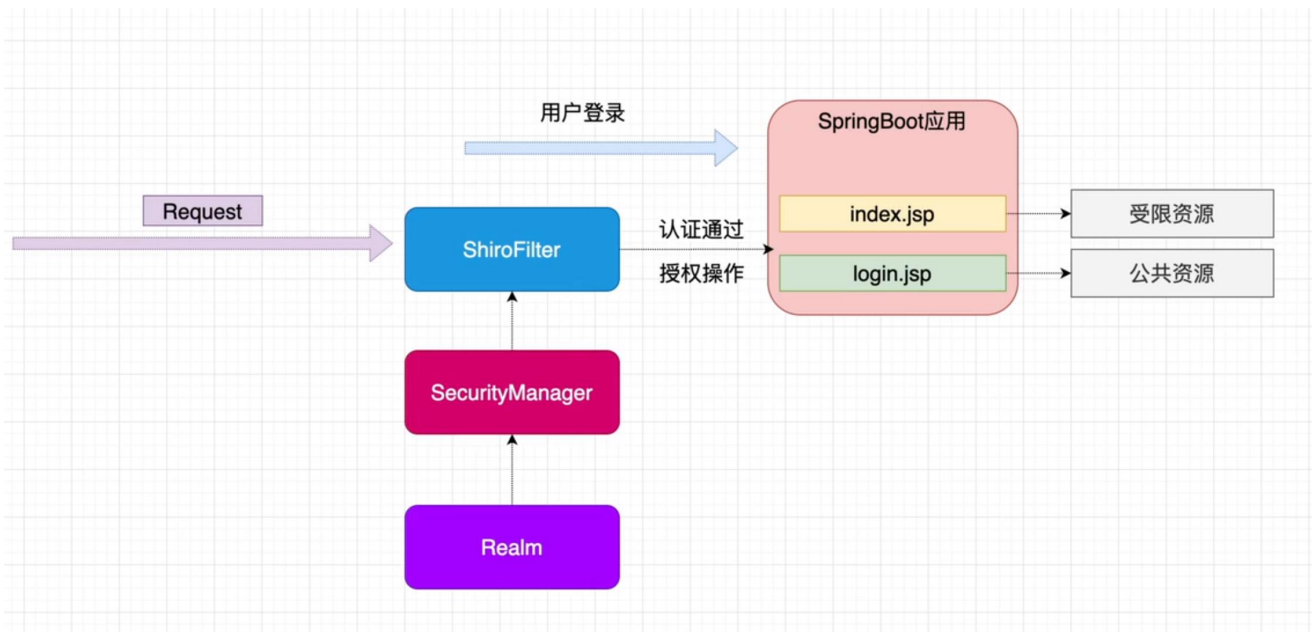 用户登录
SpringBoot应用
Request
index.jsp
受限资源
ShiroFilter
认证通过
授权操作
login.jsp
公共资源
SecurityManager
Realm